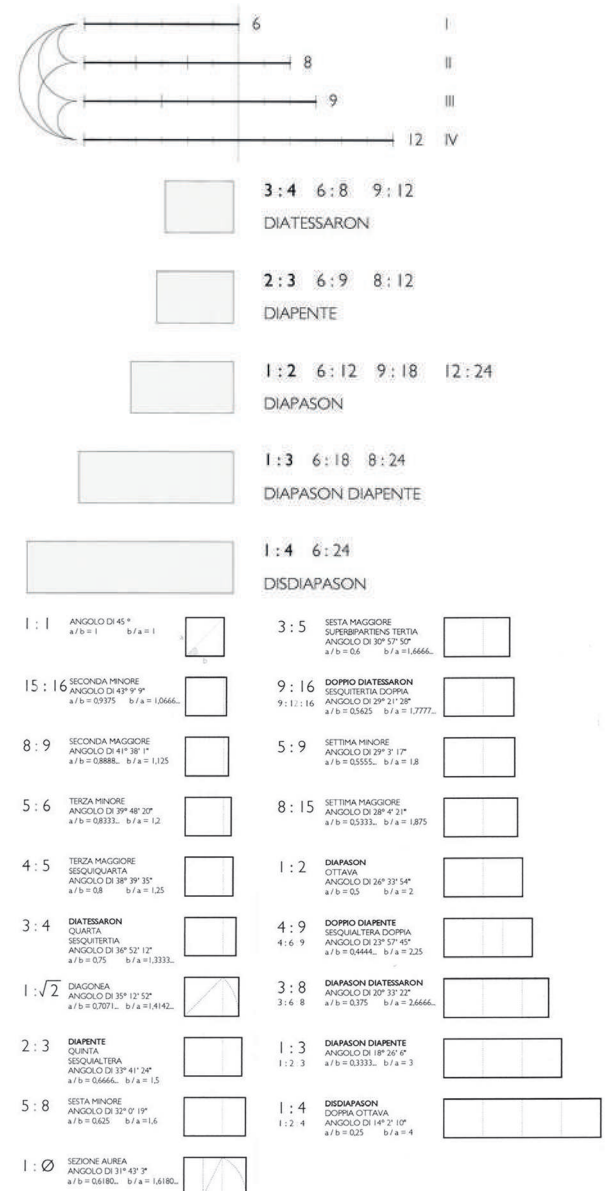 6 I
8 II
9 III
12 IV
3:4 6:8 9:12
DIATESSARON
2:3 6:9 8:12
DIAPENTE
1:2 6:12 9:18 12:24
DIAPASON
1:3 6:18 8:24
DIAPASON DIAPENTE
1:4 6:24
DISDIAPASON
1:1 ANGOLO DI 45 °
a / b = 1 b / a = 1
a
b
15:16 SECONDA MINORE
ANGOLO DI 43° 9' 9"
a / b = 0,9375 b / a = 1,0666...
8:9 SECONDA MAGGIORE
ANGOLO DI 41° 38' 1"
a / b = 0,8888... b / a = 1,125
5:6 TERZA MINORE
ANGOLO DI 39° 48' 20"
a / b = 0,8333... b / a = 1,2
4:5 TERZA MAGGIORE
SESQUIQUARTA
ANGOLO DI 38° 39' 35"
a / b = 0,8 b / a = 1,25
3:4 DIATESSARON
QUARTA
SESQUITERTIA
ANGOLO DI 36° 52' 12"
a / b = 0,75 b / a =1,3333...
1:√2 DIAGONEA
ANGOLO DI 35° 12' 52"
a / b = 0,7071... b / a =1,4142...
2:3 DIAPENTE
QUINTA
SESQUIALTERA
ANGOLO DI 33° 41' 24"
a / b = 0,6666... b / a = 1,5
5:8 SESTA MINORE
ANGOLO DI 32° 0' 19"
a / b = 0,625 b / a =1,6
1:Ø SEZIONE AUREA
ANGOLO DI 31° 43' 3"
a / b = 0,6180... b / a = 1,6180...
3:5 SESTA MAGGIORE
SUPERBIPARTIENS TERTIA
ANGOLO DI 30° 57' 50"
a / b = 0,6 b / a =1,6666...
9:16 DOPPIO DIATESSARON
SESQUITERTIA DOPPIA
9:12:16 ANGOLO DI 29° 21' 28"
a / b = 0,5625 b / a = 1,7777...
5:9 SETTIMA MINORE
ANGOLO DI 29° 3' 17"
a / b = 0,5555... b / a = 1,8
8:15 SETTIMA MAGGIORE
ANGOLO DI 28° 4' 21"
a / b = 0,5333... b / a = 1,875
1:2 DIAPASON
OTTAVA
ANGOLO DI 26° 33' 54"
a / b = 0,5 b / a = 2
4:9 DOPPIO DIAPENTE
SESQUIALTERA DOPPIA
4:6 9 ANGOLO DI 23° 57' 45"
a / b = 0,4444... b / a = 2,25
3:8 DIAPASON DIATESSARON
ANGOLO DI 20° 33' 22"
3:6 8 a / b = 0,375 b / a = 2,6666...
1:3 DIAPASON DIAPENTE
ANGOLO DI 18° 26' 6"
1:2 3 a / b = 0,3333... b / a = 3
1:4 DISDIAPASON
DOPPIA OTTAVA
1:2 4 ANGOLO DI 14° 2' 10"
a / b = 0,25 b / a = 4